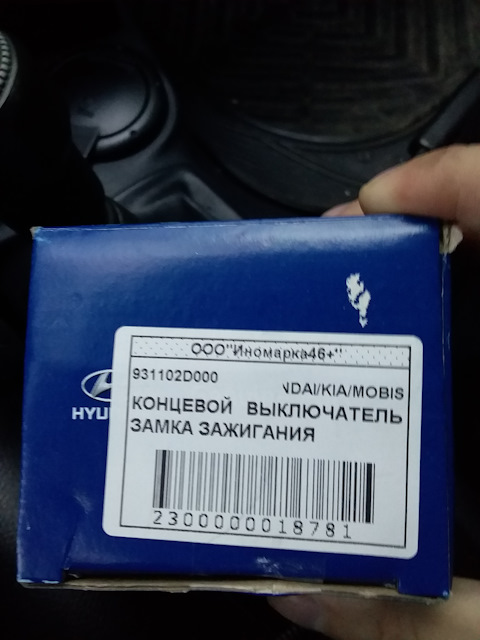 ООО"Иномарка46+"
931102D000
NDAI/KIA/MOBIS
HYU
КОНЦЕВОЙ ВЫКЛЮЧАТЕЛЬ
ЗАМКА ЗАЖИГАНИЯ
2300000018781